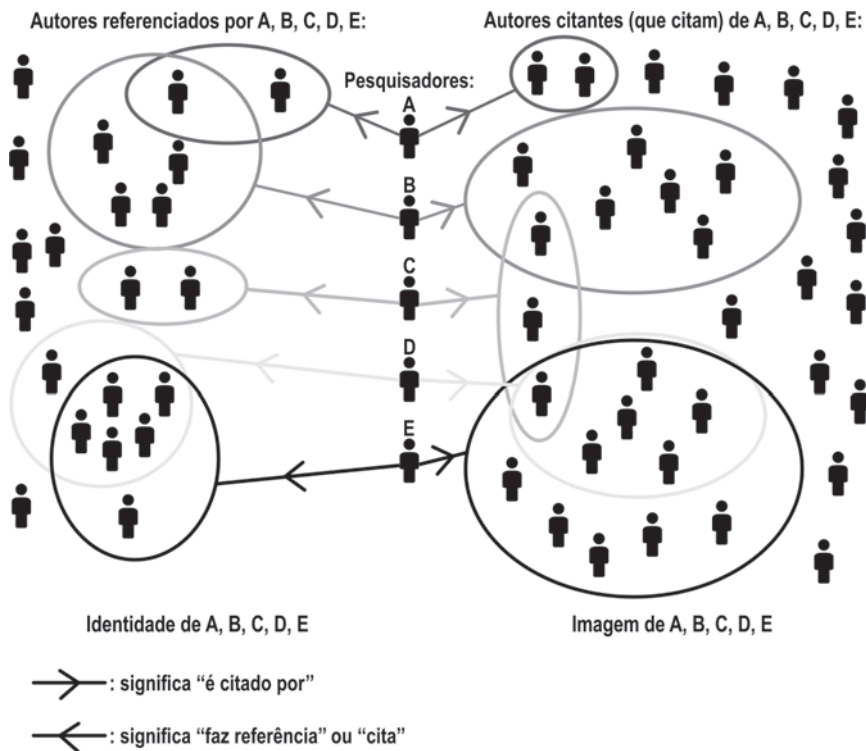 Autores referenciados por A, B, C, D, E:
Autores citantes (que citam) de A, B, C, D, E:
Pesquisadores:
A
B
C
D
E
Identidade de A, B, C, D, E
Imagem de A, B, C, D, E
: significa “é citado por”
: significa “faz referência” ou “cita”